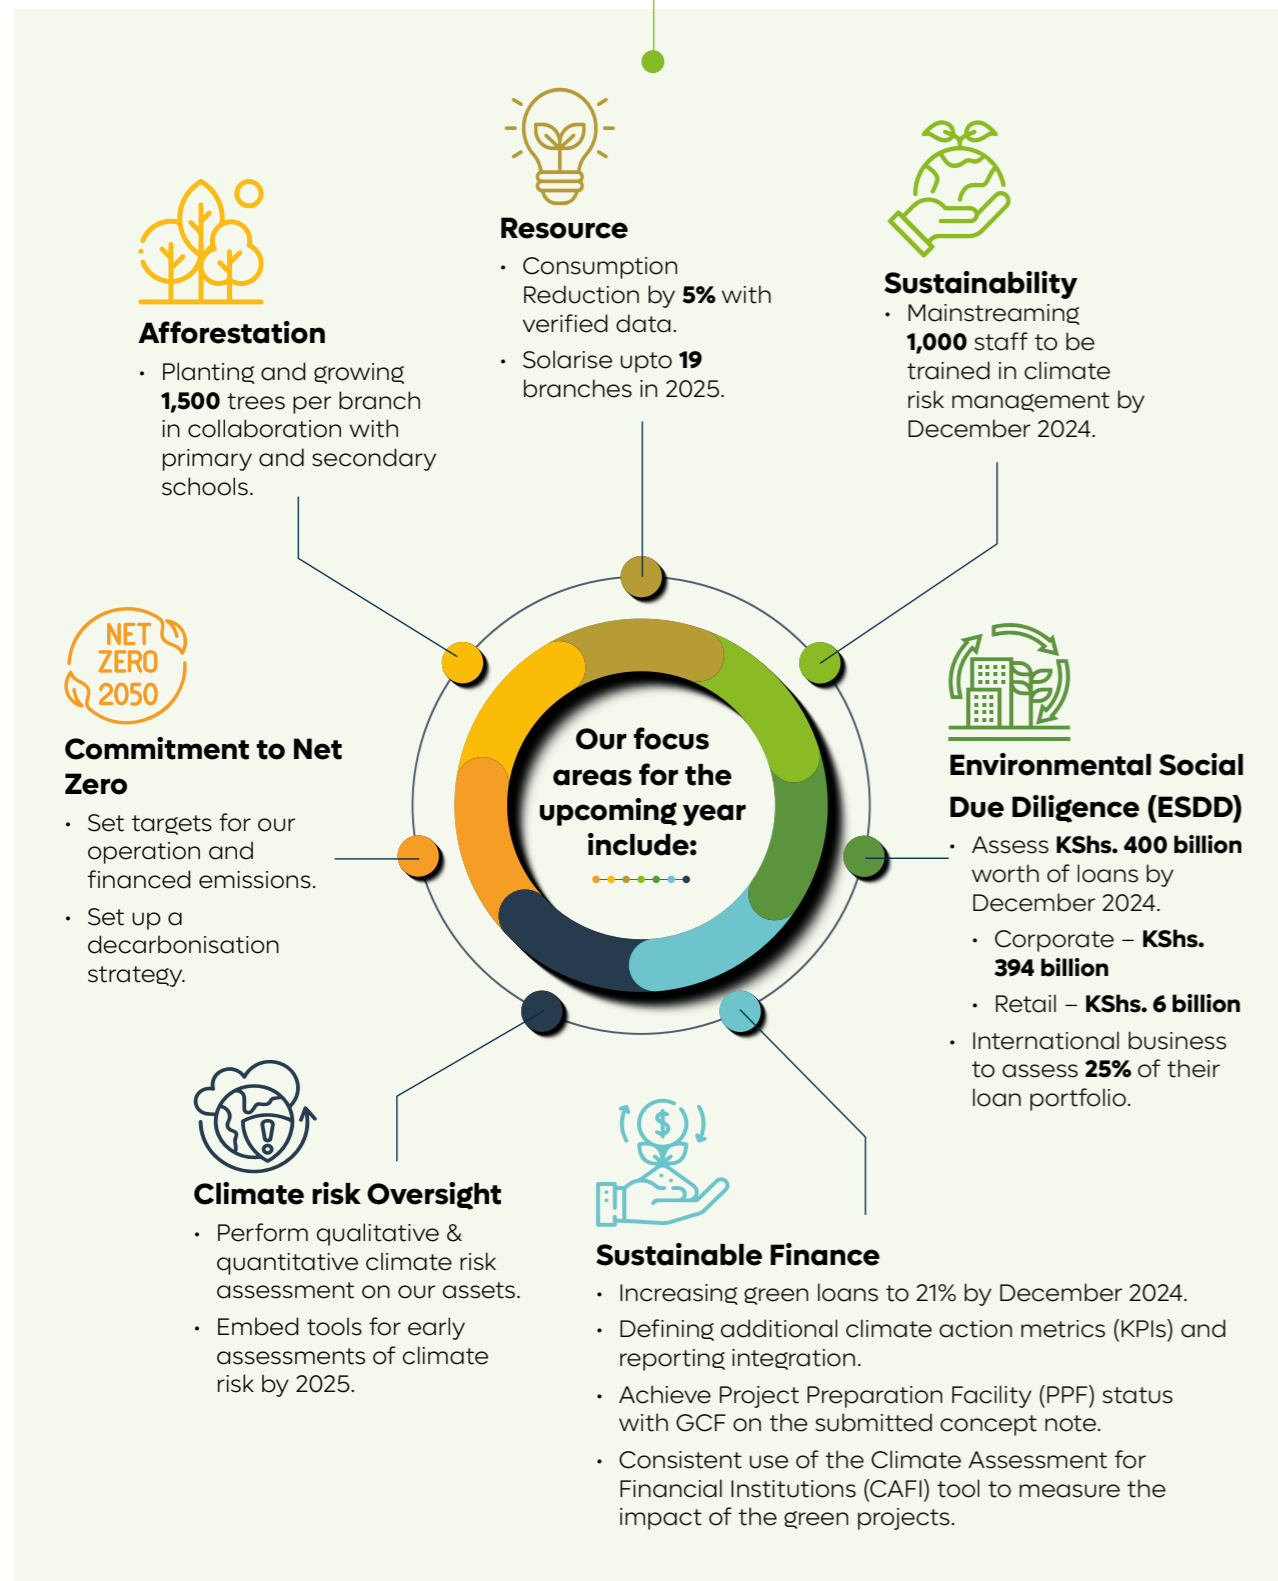 Resource
• Consumption
Reduction by 5% with
verified data.
• Solarise upto 19
branches in 2025.
Sustainability
• Mainstreaming
1,000 staff to be
trained in climate
risk management by
December 2024.
Afforestation
• Planting and growing
1,500 trees per branch
in collaboration with
primary and secondary
schools.
NET
ZERO
2050
Commitment to Net
Zero
• Set targets for our
operation and
financed emissions.
• Set up a
decarbonisation
strategy.
Our focus
areas for the
upcoming year
include:
Environmental Social
Due Diligence (ESDD)
• Assess KShs. 400 billion
worth of loans by
December 2024.
• Corporate – KShs.
394 billion
• Retail – KShs. 6 billion
• International business
to assess 25% of their
loan portfolio.
Climate risk Oversight
• Perform qualitative &
quantitative climate risk
assessment on our assets.
• Embed tools for early
assessments of climate
risk by 2025.
$
Sustainable Finance
• Increasing green loans to 21% by December 2024.
• Defining additional climate action metrics (KPIs) and
reporting integration.
• Achieve Project Preparation Facility (PPF) status
with GCF on the submitted concept note.
• Consistent use of the Climate Assessment for
Financial Institutions (CAFI) tool to measure the
impact of the green projects.